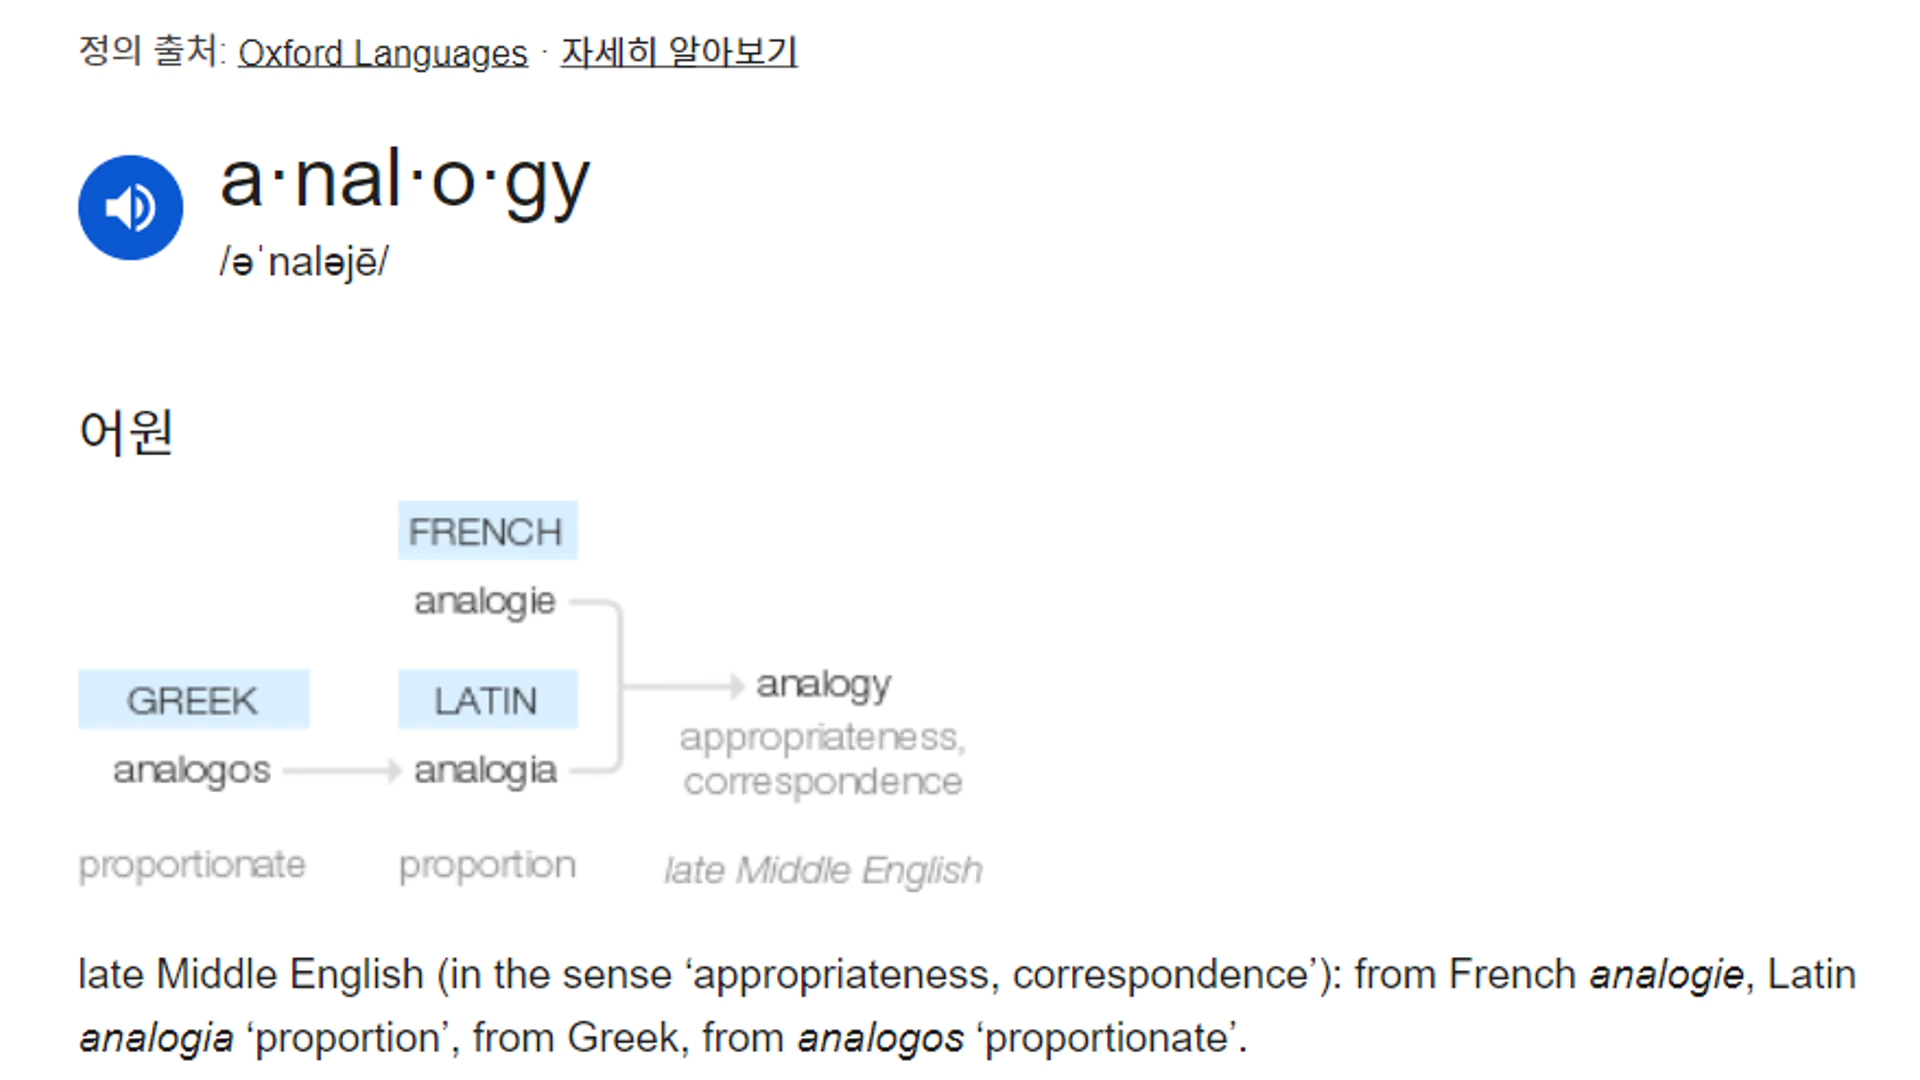 정의 출처: Oxford Languages · 자세히 알아보기
a·nal·o·gy
/əˈnaləjē/
어원
FRENCH
analogie
GREEK LATIN
analogos analogia
analogy
appropriateness,
correspondence
proportionate proportion late Middle English
late Middle English (in the sense ‘appropriateness, correspondence’): from French analogie, Latin
analogia ‘proportion’, from Greek, from analogos ‘proportionate’.